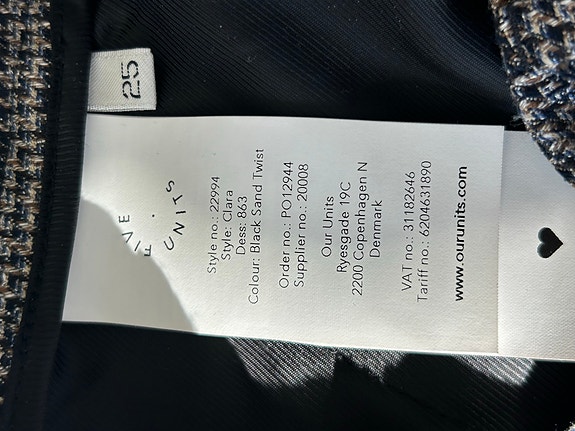 25
FIVE
UNITS
Style no.: 22994
Style: Clara
Dess: 863
Colour: Black Sand Twist
Order no.: PO12944
Supplier no.: 20008
Our Units
Ryesgade 19C
2200 Copenhagen N
Denmark
VAT no.: 31182646
Tariff no.: 6204631890
www.ourunits.com